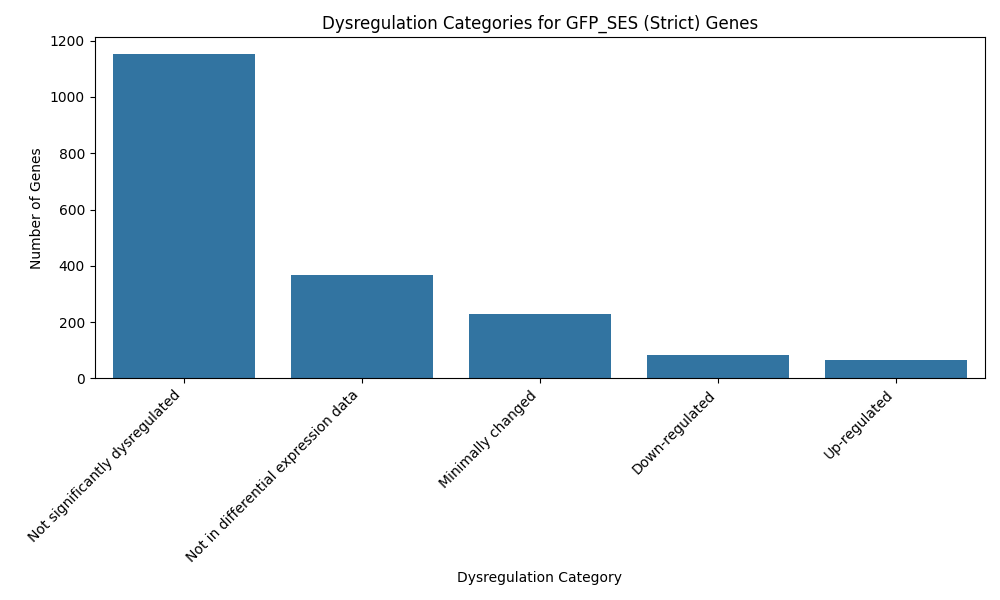 Dysregulation Categories for GFP_SES (Strict) Genes
1200
1000
800
600
400
200
0
Number of Genes
Not significantly dysregulated
Not in differential expression data
Minimally changed
Down-regulated
Up-regulated
Dysregulation Category